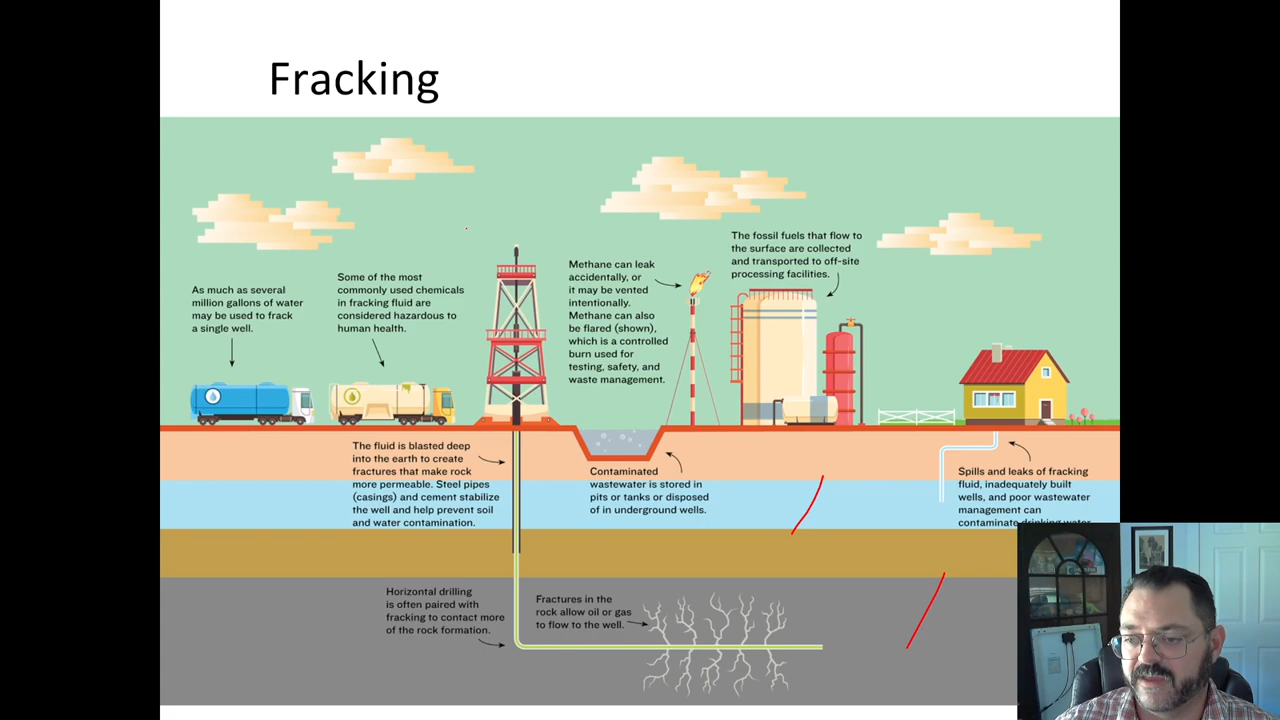 Fracking
As much as several
million gallons of water
may be used to frack
a single well.
Some of the most
commonly used chemicals
in fracking fluid are
considered hazardous to
human health.
Methane can leak
accidentally, or
it may be vented
intentionally.
Methane can also
be flared (shown),
which is a controlled
burn used for
testing, safety, and
waste management.
The fossil fuels that flow to
the surface are collected
and transported to off-site
processing facilities.
The fluid is blasted deep
into the earth to create
fractures that make rock
more permeable. Steel pipes
(casings) and cement stabilize
the well and help prevent soil
and water contamination.
Contaminated
wastewater is stored in
pits or tanks or disposed
of in underground wells.
Spills and leaks of fracking
fluid, inadequately built
wells, and poor wastewater
management can
contaminate drinking water
Horizontal drilling
is often paired with
fracking to contact more
of the rock formation.
Fractures in the
rock allow oil or gas
to flow to the well.